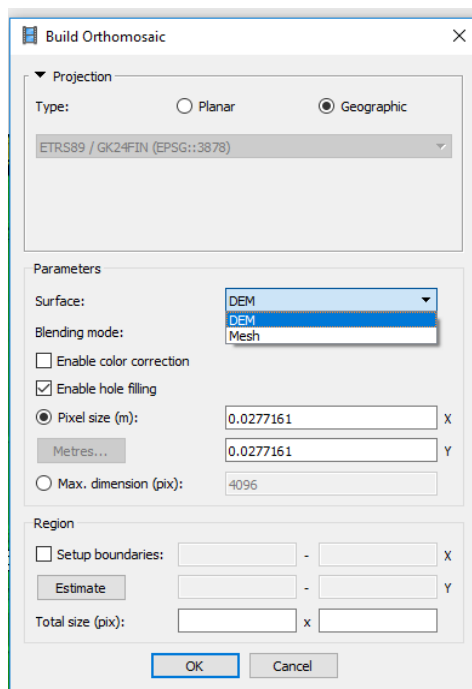 Build Orthomosaic
Projection
Type: Planar Geographic
ETRS89 / GK24FIN (EPSG::3878)
Parameters
Surface: DEM
DEM
Mesh
Blending mode:
Enable color correction
Enable hole filling
Pixel size (m): 0.0277161 X
Metres... 0.0277161 Y
Max. dimension (pix): 4096
Region
Setup boundaries: - X
Estimate - Y
Total size (pix): x
OK Cancel